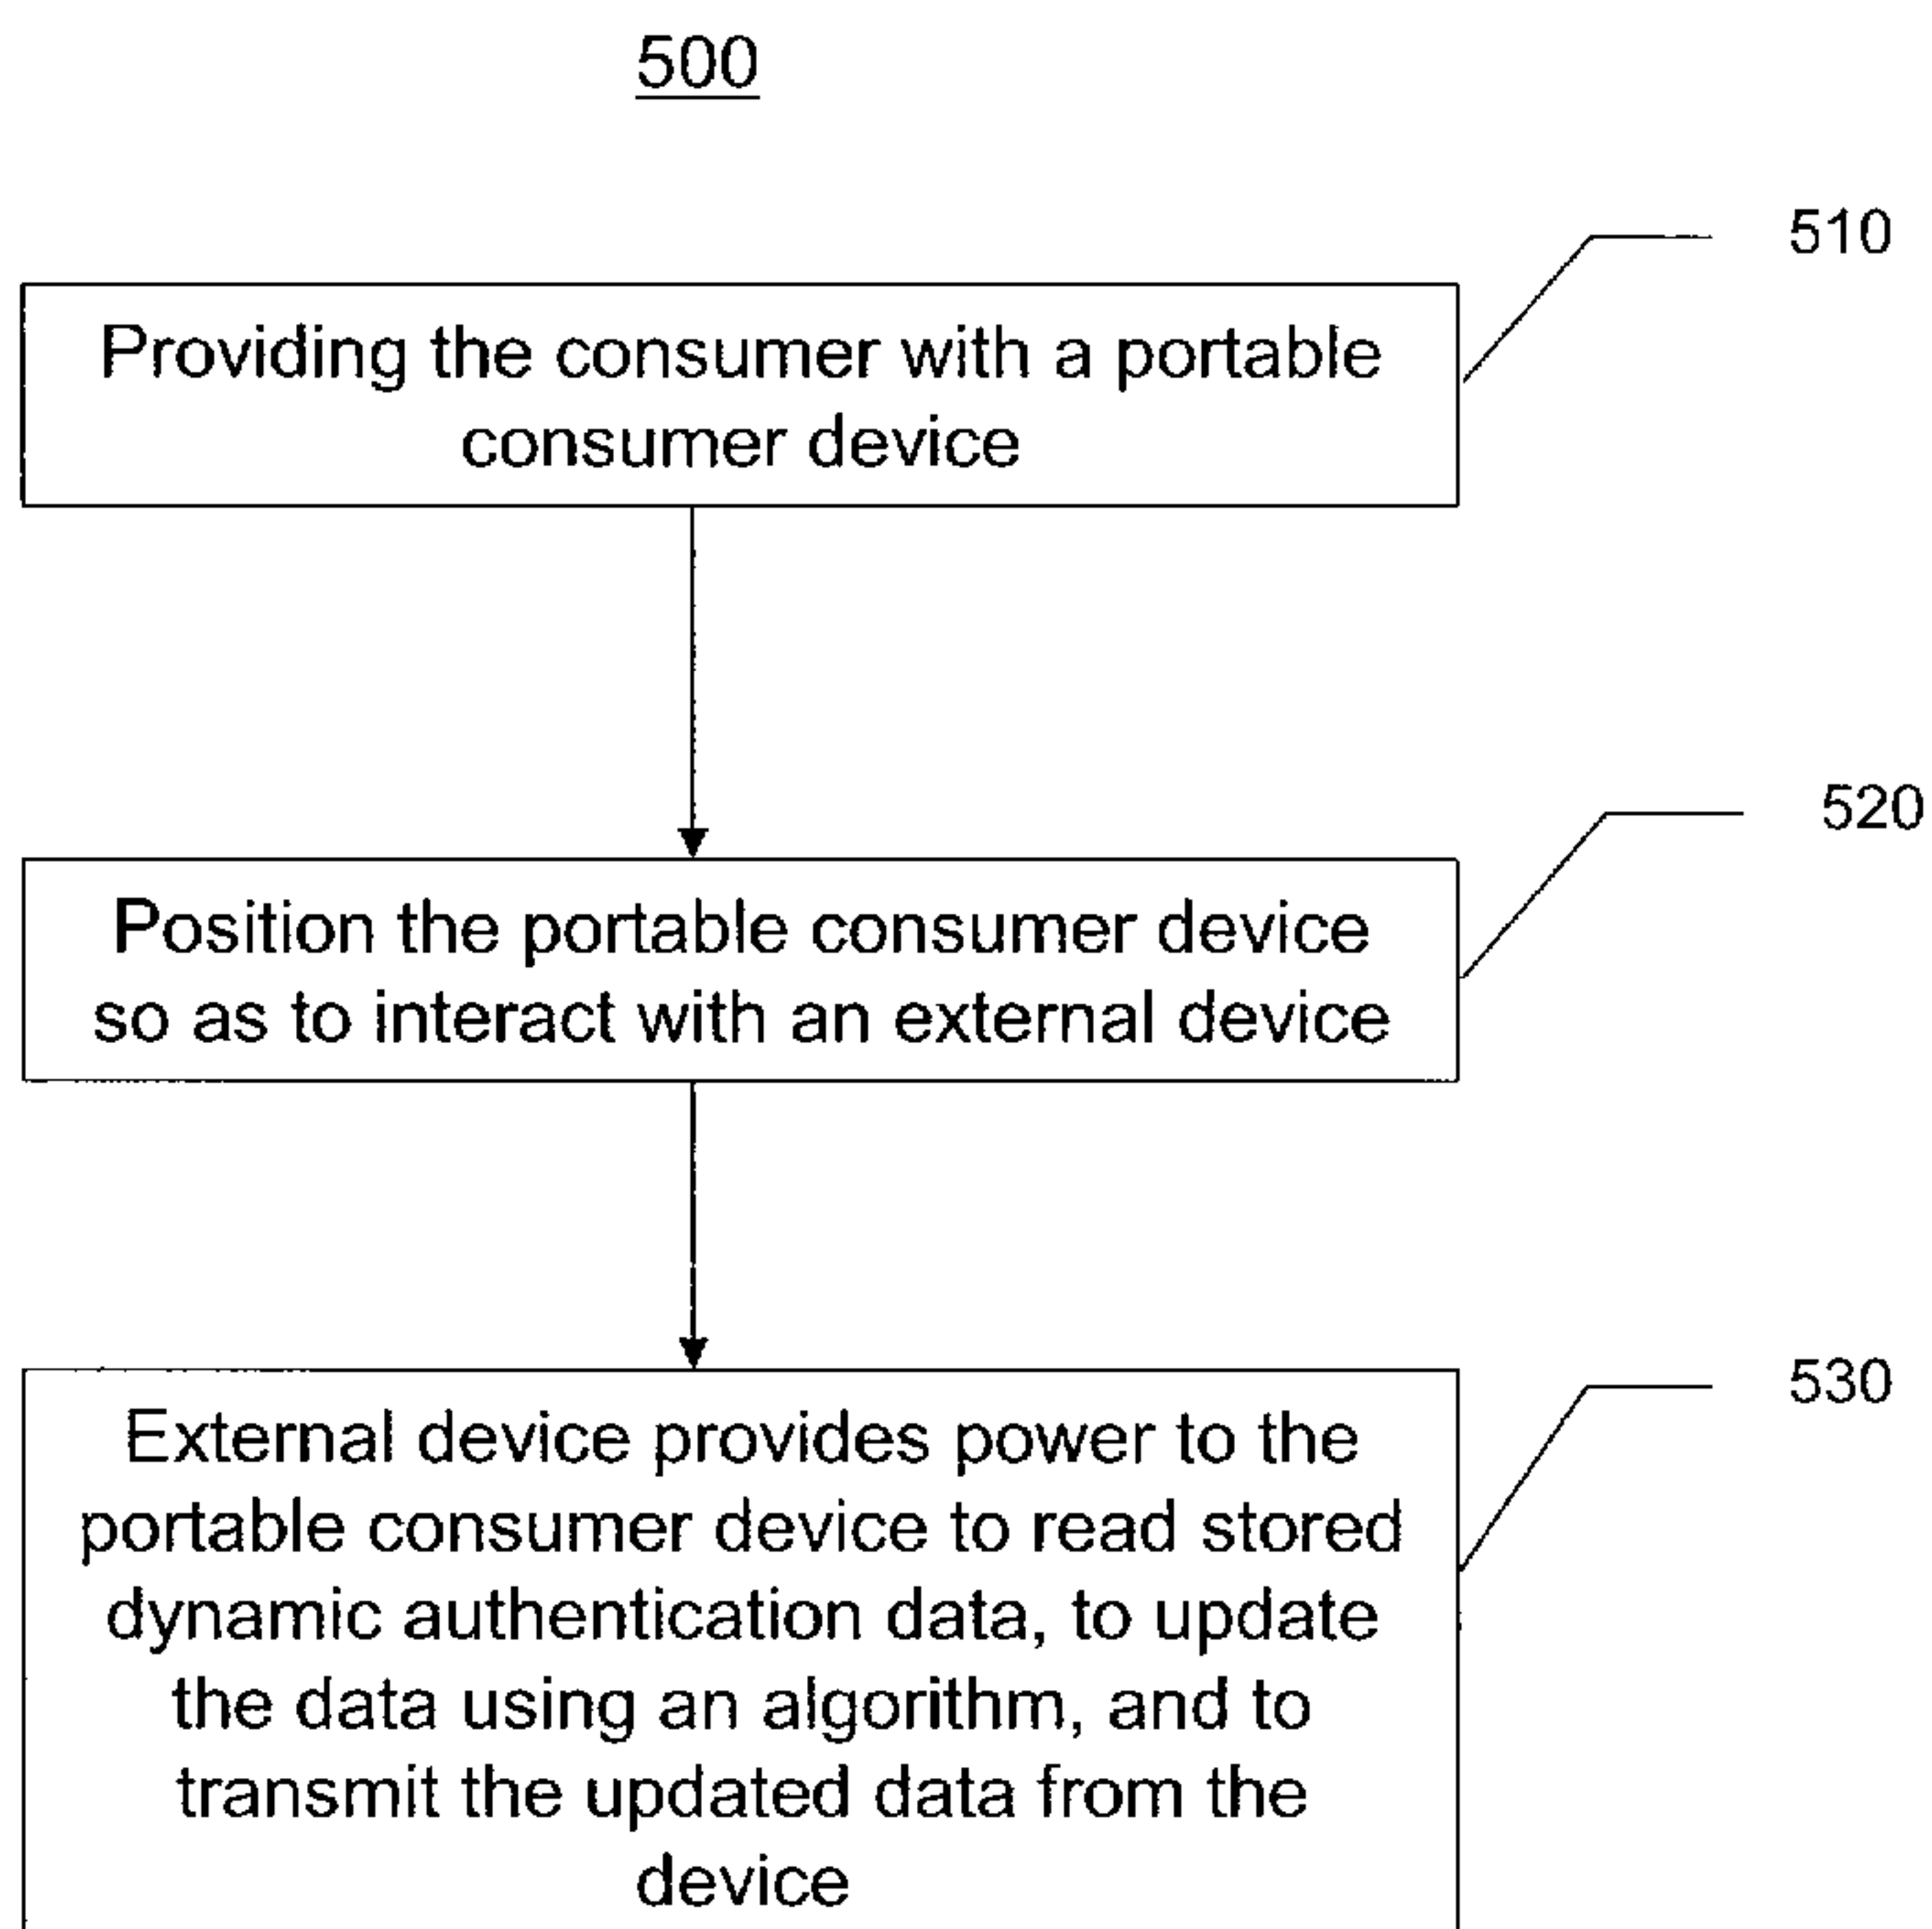 500
510
Providing the consumer with a portable
consumer device
520
Position the portable consumer device
so as to interact with an external device
530
External device provides power to the
portable consumer device to read stored
dynamic authentication data, to update
the data using an algorithm, and to
transmit the updated data from the
device